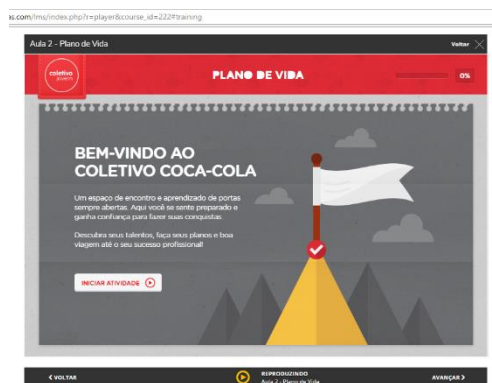 as.com/lms/index.php?r=player&course_id=222#training
Aula 2 - Plano de Vida
Voltar
coletivo
jovem
PLANO DE VIDA
0%
BEM-VINDO AO
COLETIVO COCA-COLA
Um espaço de encontro e aprendizado de portas
sempre abertas. Aqui você se sente preparado e
ganha confiança para fazer suas conquistas.
Descubra seus talentos, faça seus planos e boa
viagem até o seu sucesso profissional!
INICIAR ATIVIDADE
VOLTAR
REPRODUZINDO
Aula 2 - Plano de Vida
AVANÇAR